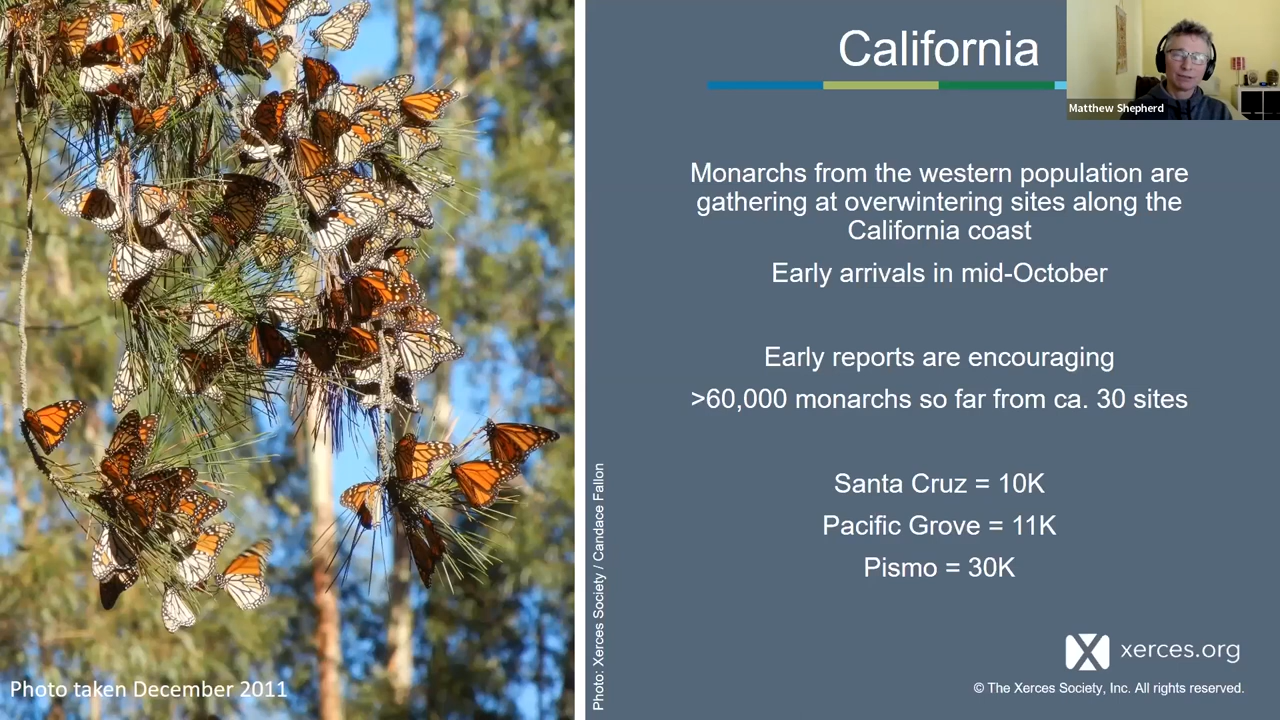 California
Matthew Shepherd
Monarchs from the western population are
gathering at overwintering sites along the
California coast
Early arrivals in mid-October
Early reports are encouraging
>60,000 monarchs so far from ca. 30 sites
Santa Cruz = 10K
Pacific Grove = 11K
Pismo = 30K
Photo: Xerces Society / Candace Fallon
Photo taken December 2011
xerces.org
© The Xerces Society, Inc. All rights reserved.